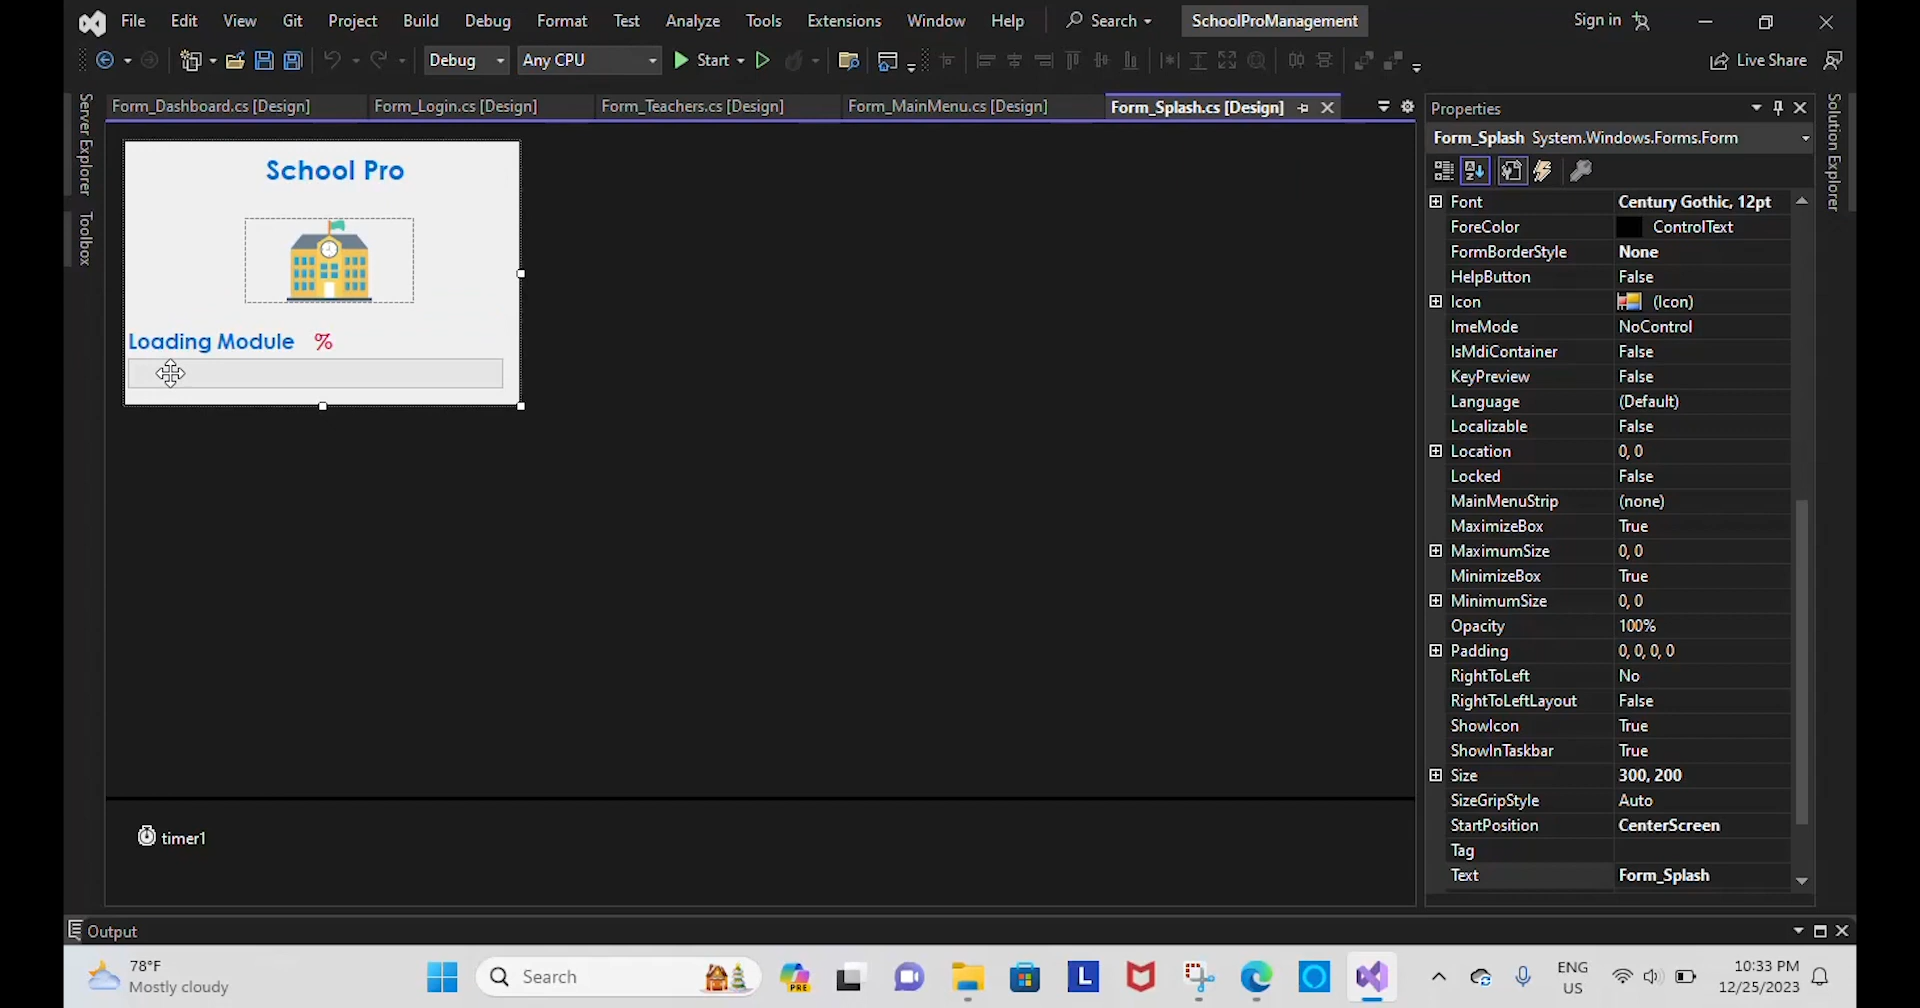 File Edit View Git Project Build Debug Format Test Analyze Tools Extensions Window Help Search SchoolProManagement Sign in
Debug Any CPU Start Live Share
Form_Dashboard.cs [Design] Form_Login.cs [Design] Form_Teachers.cs [Design] Form_MainMenu.cs [Design] Form_Splash.cs [Design]
Server Explorer
Toolbox
School Pro
Loading Module %
timer1
Output
Properties
Form_Splash System.Windows.Forms.Form
Font Century Gothic, 12pt
ForeColor ControlText
FormBorderStyle None
HelpButton False
Icon (Icon)
ImeMode NoControl
IsMdiContainer False
KeyPreview False
Language (Default)
Localizable False
Location 0, 0
Locked False
MainMenuStrip (none)
MaximizeBox True
MaximumSize 0, 0
MinimizeBox True
MinimumSize 0, 0
Opacity 100%
Padding 0, 0, 0, 0
RightToLeft No
RightToLeftLayout False
ShowIcon True
ShowInTaskbar True
Size 300, 200
SizeGripStyle Auto
StartPosition CenterScreen
Tag
Text Form_Splash
Solution Explorer
78°F
Mostly cloudy
Search
PRE
L
ENG
US
10:33 PM
12/25/2023